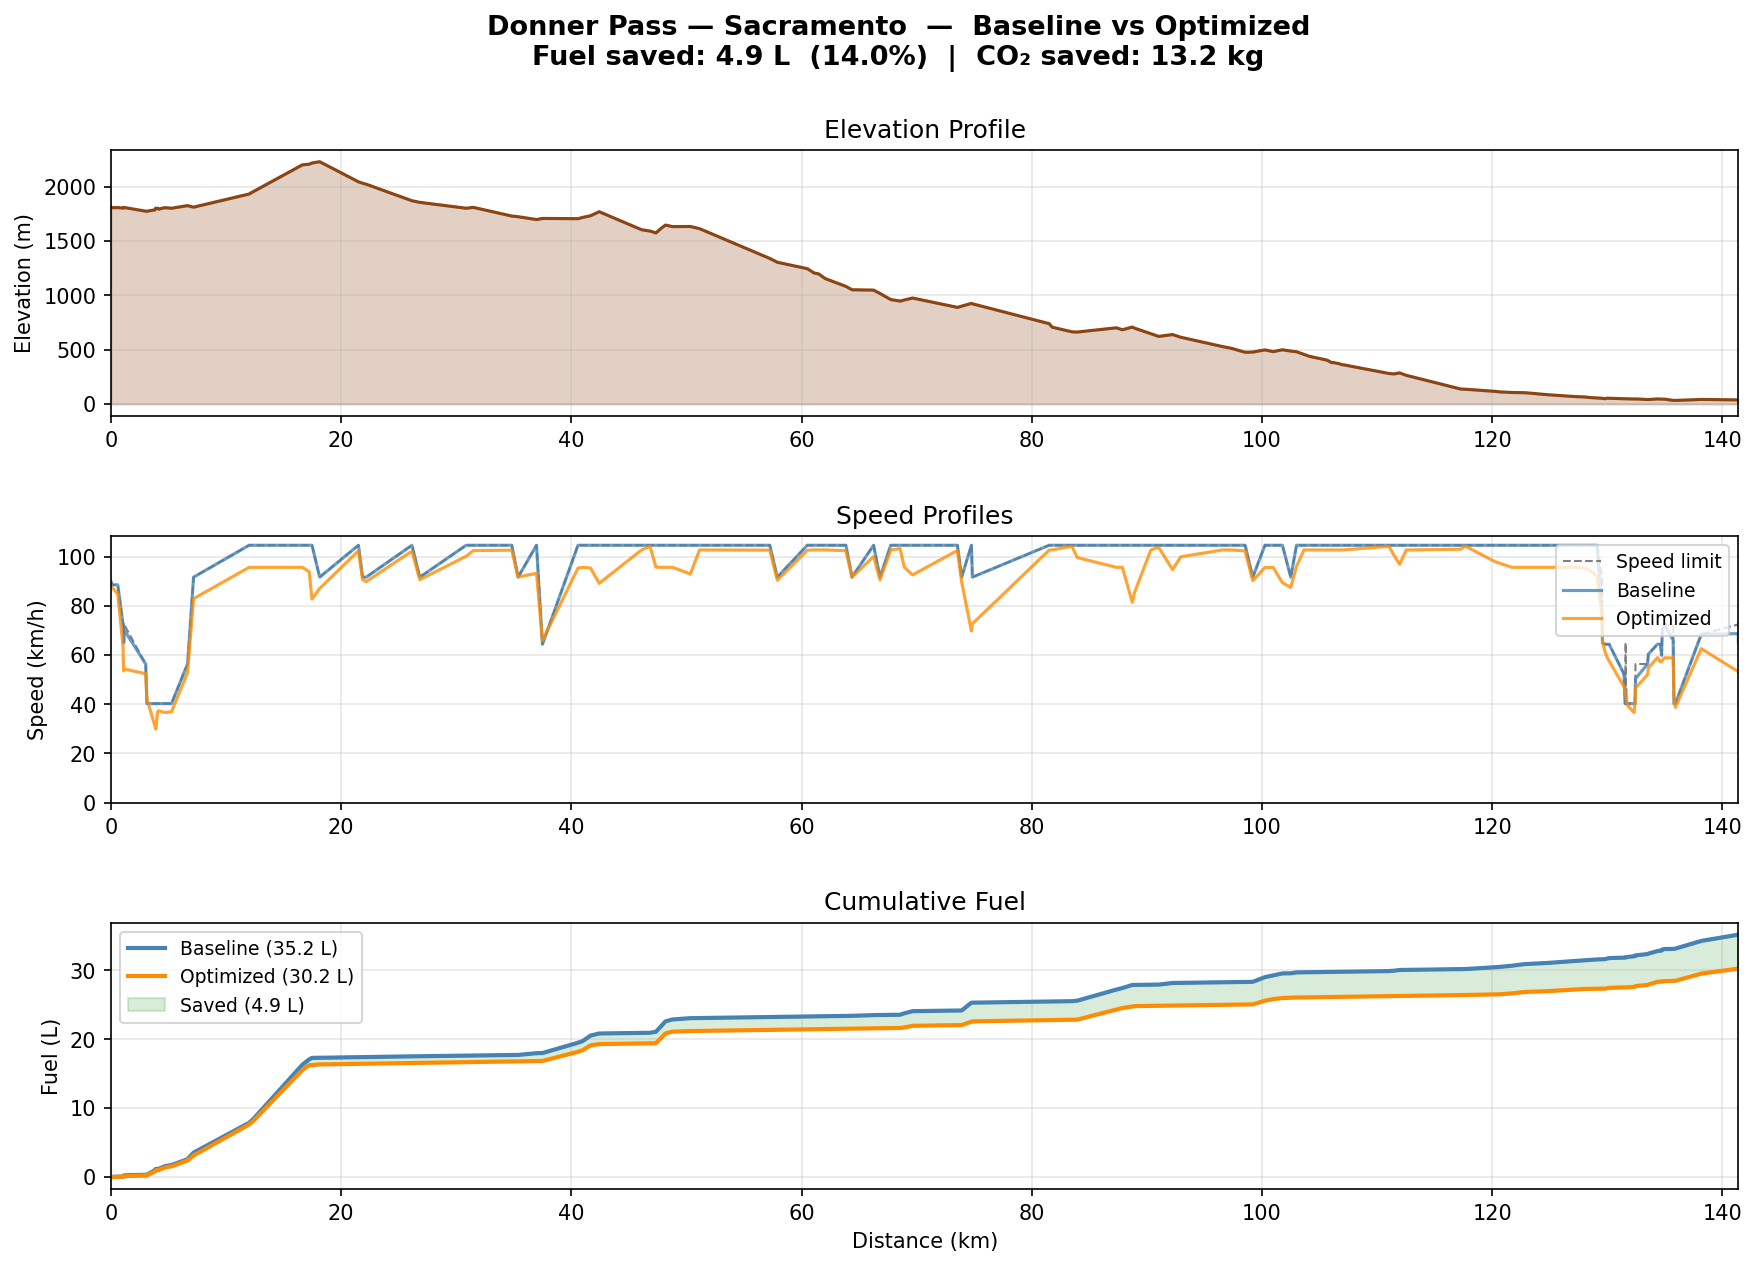 Donner Pass — Sacramento — Baseline vs Optimized
Fuel saved: 4.9 L (14.0%) | CO₂ saved: 13.2 kg
Elevation Profile
Elevation (m)
2000
1500
1000
500
0
0 20 40 60 80 100 120 140
Speed Profiles
Speed (km/h)
100
80
60
40
20
0
Speed limit
Baseline
Optimized
0 20 40 60 80 100 120 140
Cumulative Fuel
Fuel (L)
30
20
10
0
Baseline (35.2 L)
Optimized (30.2 L)
Saved (4.9 L)
0 20 40 60 80 100 120 140
Distance (km)